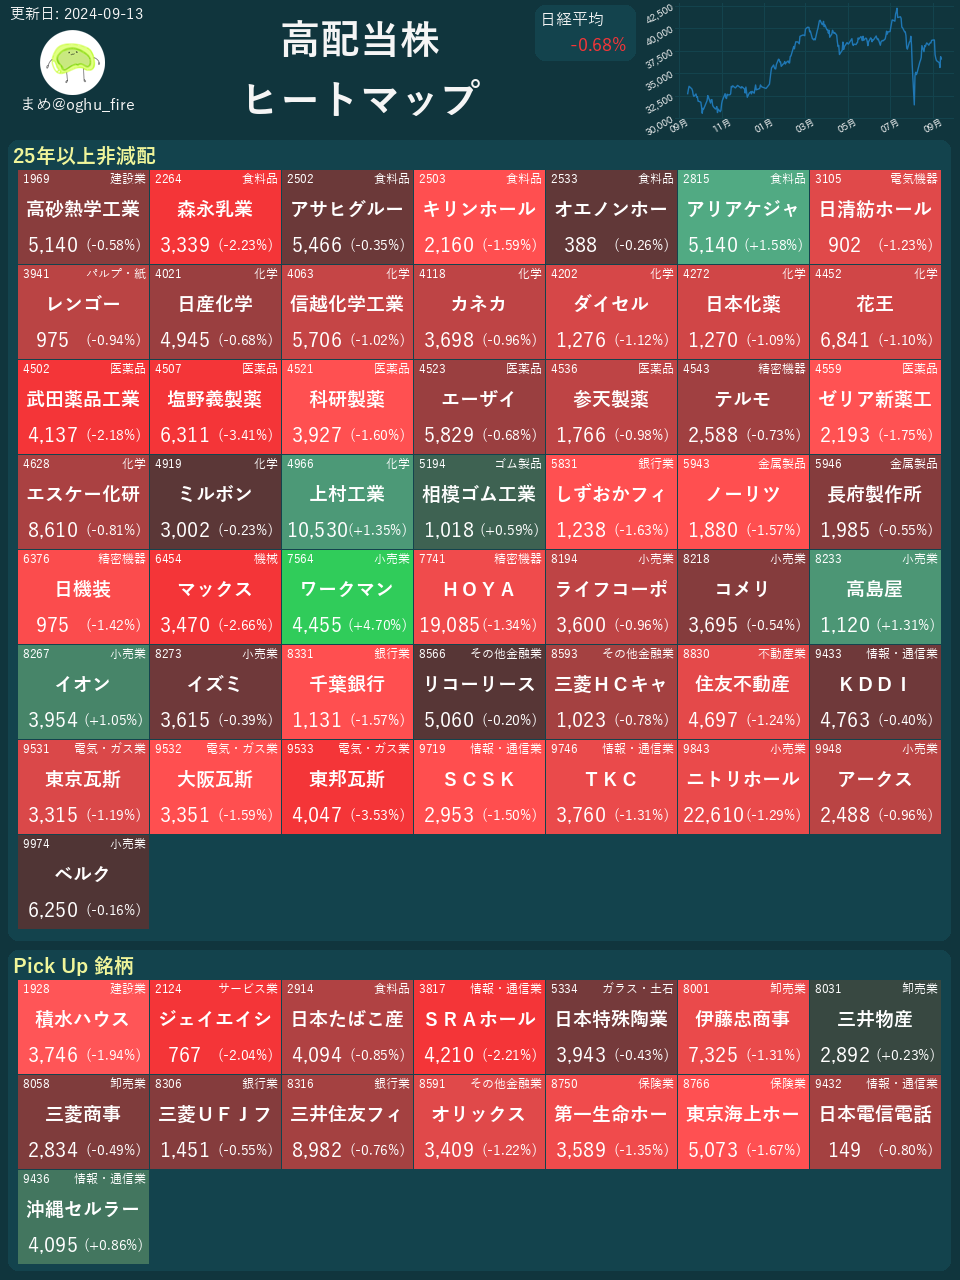 更新日: 2024-09-13
まめ@oghu_fire
高配当株
ヒートマップ
日経平均
-0.68%
42,500
40,000
37,500
35,000
32,500
30,000
09月 11月 01月 03月 05月 07月 09月
25年以上非減配
1969 建設業
高砂熱学工業
5,140 (-0.58%)
2264 食料品
森永乳業
3,339 (-2.23%)
2502 食料品
アサヒグルー
5,466 (-0.35%)
2503 食料品
キリンホール
2,160 (-1.59%)
2533 食料品
オエノンホー
388 (-0.26%)
2815 食料品
アリアケジャ
5,140 (+1.58%)
3105 電気機器
日清紡ホール
902 (-1.23%)
3941 パルプ・紙
レンゴー
975 (-0.94%)
4021 化学
日産化学
4,945 (-0.68%)
4063 化学
信越化学工業
5,706 (-1.02%)
4118 化学
カネカ
3,698 (-0.96%)
4202 化学
ダイセル
1,276 (-1.12%)
4272 化学
日本化薬
1,270 (-1.09%)
4452 化学
花王
6,841 (-1.10%)
4502 医薬品
武田薬品工業
4,137 (-2.18%)
4507 医薬品
塩野義製薬
6,311 (-3.41%)
4521 医薬品
科研製薬
3,927 (-1.60%)
4523 医薬品
エーザイ
5,829 (-0.68%)
4536 医薬品
参天製薬
1,766 (-0.98%)
4543 精密機器
テルモ
2,588 (-0.73%)
4559 医薬品
ゼリア新薬工
2,193 (-1.75%)
4628 化学
エスケー化研
8,610 (-0.81%)
4919 化学
ミルボン
3,002 (-0.23%)
4966 化学
上村工業
10,530 (+1.35%)
5194 ゴム製品
相模ゴム工業
1,018 (+0.59%)
5831 銀行業
しずおかフィ
1,238 (-1.63%)
5943 金属製品
ノーリツ
1,880 (-1.57%)
5946 金属製品
長府製作所
1,985 (-0.55%)
6376 精密機器
日機装
975 (-1.42%)
6454 機械
マックス
3,470 (-2.66%)
7564 小売業
ワークマン
4,455 (+4.70%)
7741 精密機器
ＨＯＹＡ
19,085 (-1.34%)
8194 小売業
ライフコーポ
3,600 (-0.96%)
8218 小売業
コメリ
3,695 (-0.54%)
8233 小売業
高島屋
1,120 (+1.31%)
8267 小売業
イオン
3,954 (+1.05%)
8273 小売業
イズミ
3,615 (-0.39%)
8331 銀行業
千葉銀行
1,131 (-1.57%)
8566 その他金融業
リコーリース
5,060 (-0.20%)
8593 その他金融業
三菱ＨＣキャ
1,023 (-0.78%)
8830 不動産業
住友不動産
4,697 (-1.24%)
9433 情報・通信業
ＫＤＤＩ
4,763 (-0.40%)
9531 電気・ガス業
東京瓦斯
3,315 (-1.19%)
9532 電気・ガス業
大阪瓦斯
3,351 (-1.59%)
9533 電気・ガス業
東邦瓦斯
4,047 (-3.53%)
9719 情報・通信業
ＳＣＳＫ
2,953 (-1.50%)
9746 情報・通信業
ＴＫＣ
3,760 (-1.31%)
9843 小売業
ニトリホール
22,610 (-1.29%)
9948 小売業
アークス
2,488 (-0.96%)
9974 小売業
ベルク
6,250 (-0.16%)
Pick Up 銘柄
1928 建設業
積水ハウス
3,746 (-1.94%)
2124 サービス業
ジェイエイシ
767 (-2.04%)
2914 食料品
日本たばこ産
4,094 (-0.85%)
3817 情報・通信業
ＳＲＡホール
4,210 (-2.21%)
5334 ガラス・土石
日本特殊陶業
3,943 (-0.43%)
8001 卸売業
伊藤忠商事
7,325 (-1.31%)
8031 卸売業
三井物産
2,892 (+0.23%)
8058 卸売業
三菱商事
2,834 (-0.49%)
8306 銀行業
三菱ＵＦＪフ
1,451 (-0.55%)
8316 銀行業
三井住友フィ
8,982 (-0.76%)
8591 その他金融業
オリックス
3,409 (-1.22%)
8750 保険業
第一生命ホー
3,589 (-1.35%)
8766 保険業
東京海上ホー
5,073 (-1.67%)
9432 情報・通信業
日本電信電話
149 (-0.80%)
9436 情報・通信業
沖縄セルラー
4,095 (+0.86%)